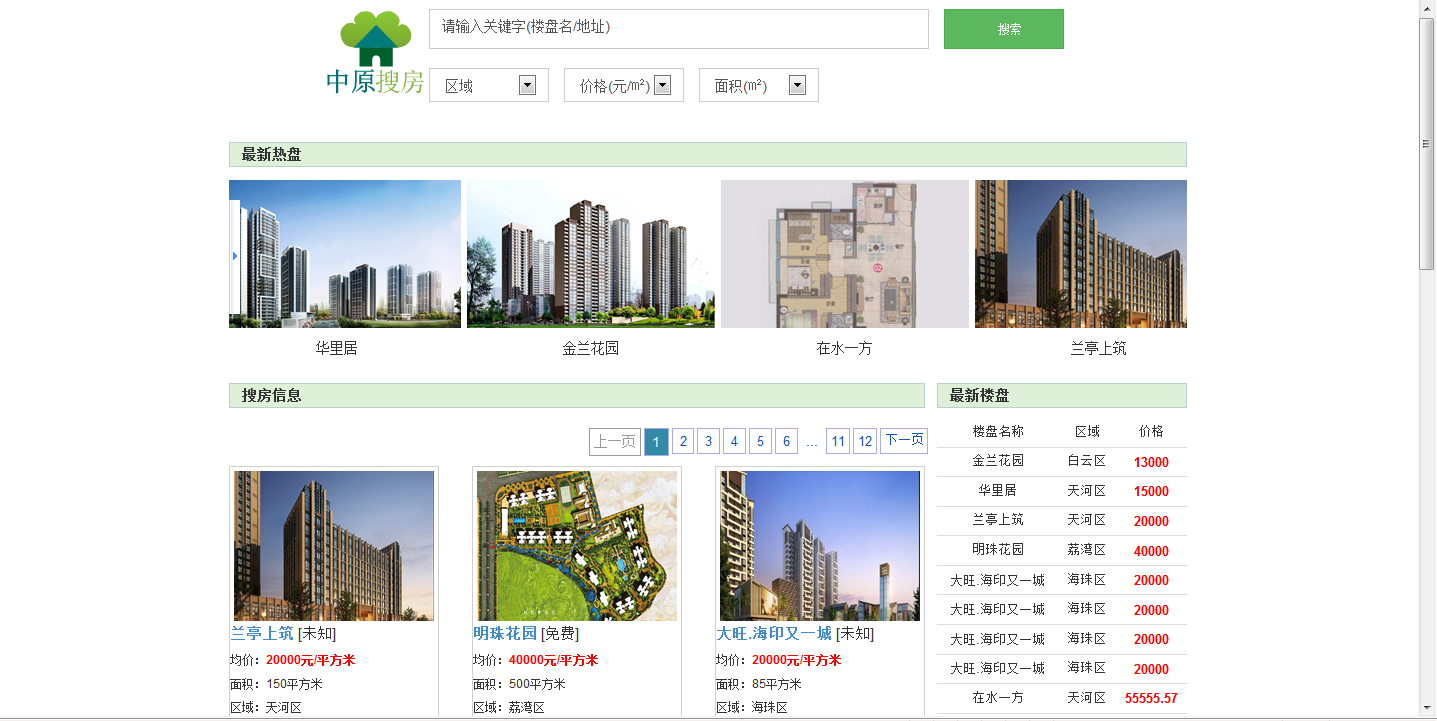 请输入关键字(楼盘名/地址)
搜索
中原搜房
区域 价格(元/㎡) 面积(㎡)
最新热盘
华里居 金兰花园 在水一方 兰亭上筑
搜房信息
上一页 1 2 3 4 5 6 ... 11 12 下一页
兰亭上筑 [未知]
均价：20000元/平方米
面积：150平方米
区域：天河区
明珠花园 [免费]
均价：40000元/平方米
面积：500平方米
区域：荔湾区
大旺.海印又一城 [未知]
均价：20000元/平方米
面积：85平方米
区域：海珠区
最新楼盘
楼盘名称 区域 价格
金兰花园 白云区 13000
华里居 天河区 15000
兰亭上筑 天河区 20000
明珠花园 荔湾区 40000
大旺.海印又一城 海珠区 20000
大旺.海印又一城 海珠区 20000
大旺.海印又一城 海珠区 20000
大旺.海印又一城 海珠区 20000
在水一方 天河区 55555.57